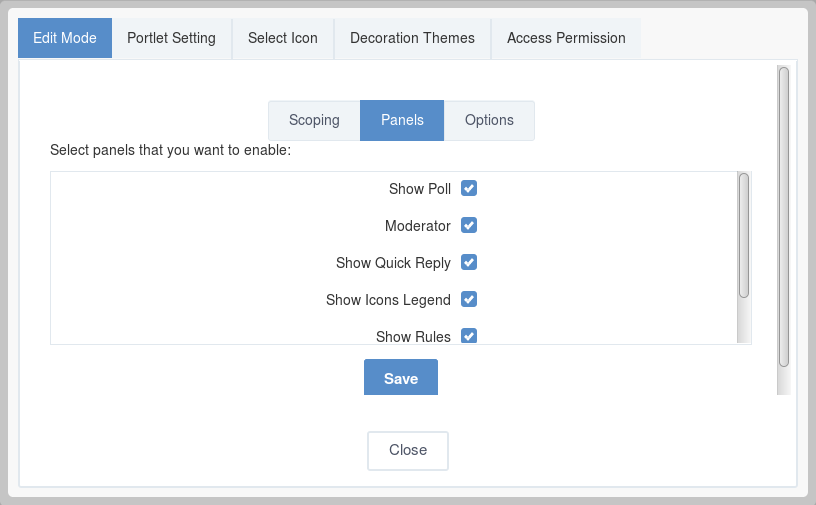 Edit Mode Portlet Setting Select Icon Decoration Themes Access Permission
Scoping Panels Options
Select panels that you want to enable:
Show Poll
Moderator
Show Quick Reply
Show Icons Legend
Show Rules
Save
Close